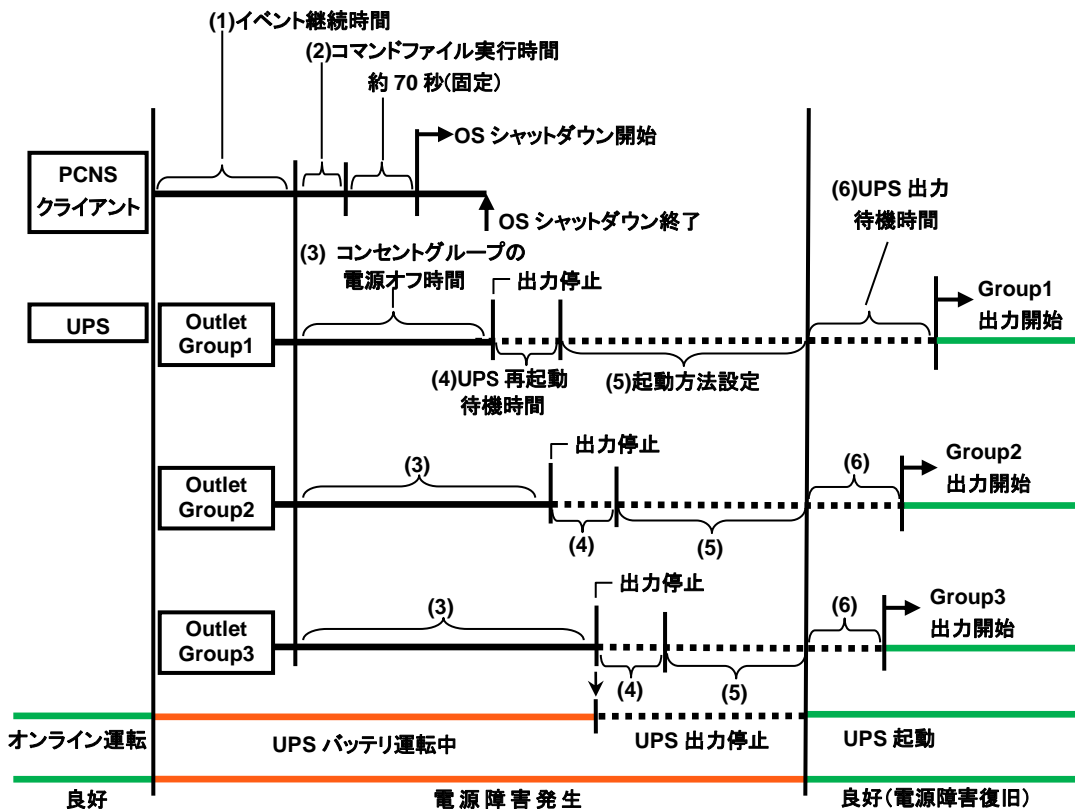 (1)イベント継続時間
(2)コマンドファイル実行時間
約 70 秒(固定)
OS シャットダウン開始
PCNS
クライアント
OS シャットダウン終了
(6)UPS 出力
待機時間
(3) コンセントグループの
電源オフ時間
出力停止
Group1
出力開始
UPS
Outlet
Group1
(4)UPS 再起動
待機時間
(5)起動方法設定
出力停止
Group2
出力開始
(3)
(6)
Outlet
Group2
(4)
(5)
出力停止
Group3
出力開始
(3)
(6)
Outlet
Group3
(4)
(5)
オンライン運転
UPS バッテリ運転中
UPS 出力停止
UPS 起動
良好
電源障害発生
良好(電源障害復旧)